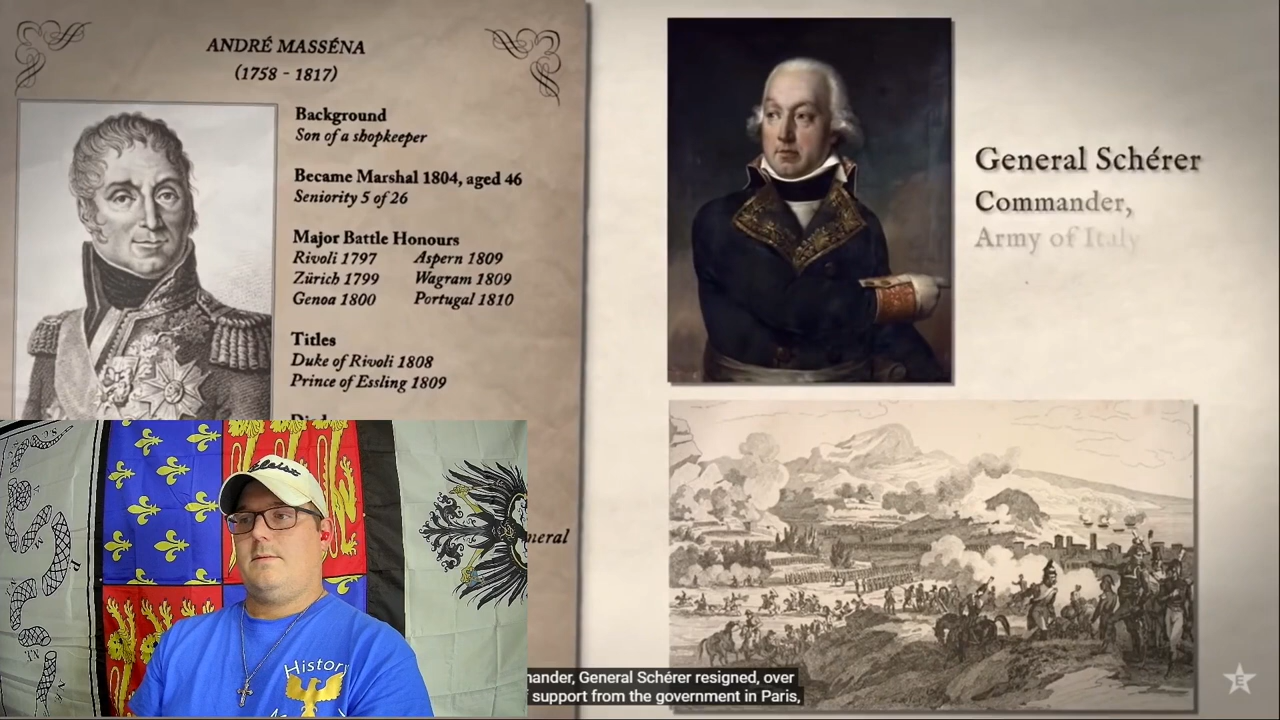 ANDRÉ MASSÉNA
(1758 - 1817)
Background
Son of a shopkeeper
Became Marshal 1804, aged 46
Seniority 5 of 26
Major Battle Honours
Rivoli 1797 Aspern 1809
Zürich 1799 Wagram 1809
Genoa 1800 Portugal 1810
Titles
Duke of Rivoli 1808
Prince of Essling 1809
General Schérer
Commander,
Army of Italy
General Schérer resigned, over
support from the government in Paris,
History
E